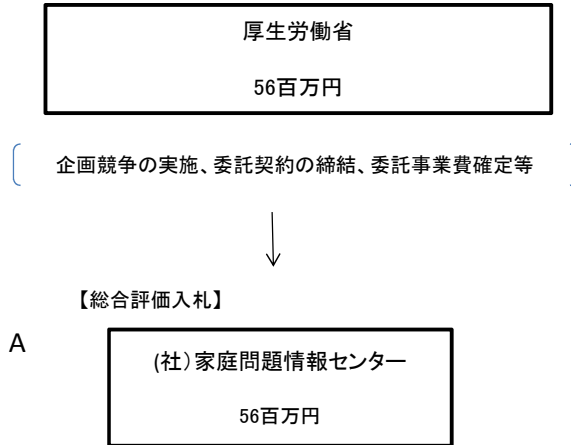 厚生労働省
56百万円
企画競争の実施、委託契約の締結、委託事業費確定等
【総合評価入札】
A
(社)家庭問題情報センター
56百万円